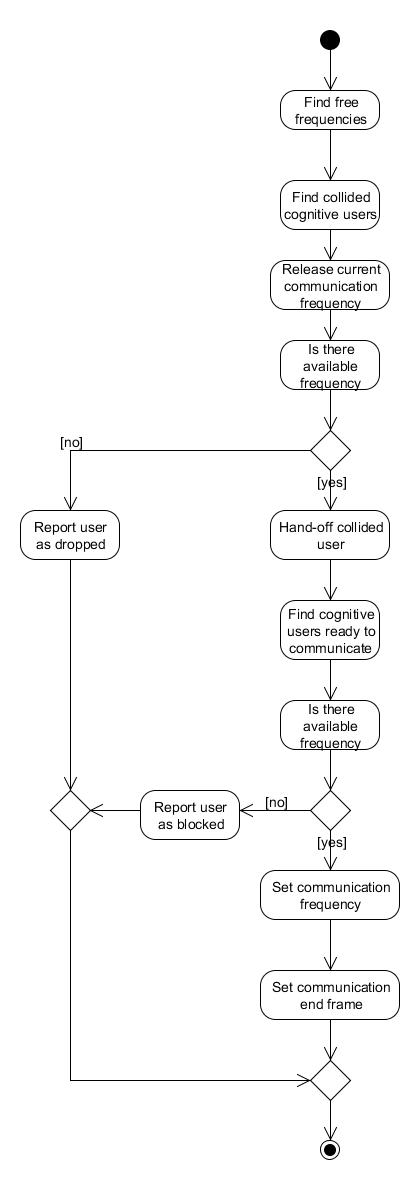 Find free
frequencies
Find collided
cognitive users
Release current
communication
frequency
Is there
available
frequency
[no]
[yes]
Report user
as dropped
Hand-off collided
user
Find cognitive
users ready to
communicate
Is there
available
frequency
Report user
as blocked
[no]
[yes]
Set communication
frequency
Set communication
end frame